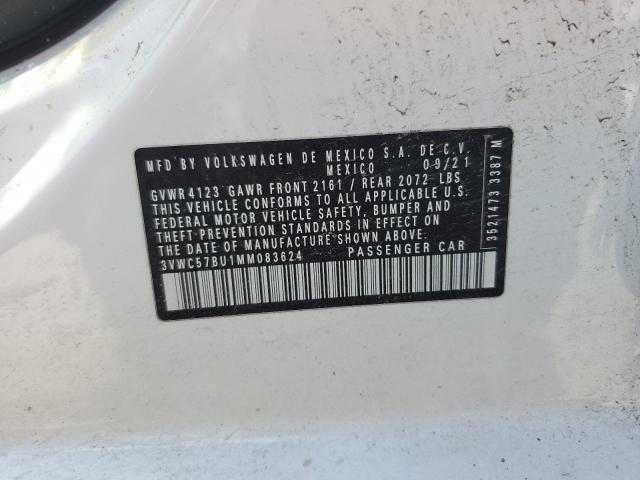 MFD BY VOLKSWAGEN DE MEXICO S.A. DE C.V.
MEXICO 09/21
GVWR 4123 GAWR FRONT 2161 / REAR 2072 LBS
THIS VEHICLE CONFORMS TO ALL APPLICABLE U.S.
FEDERAL MOTOR VEHICLE SAFETY, BUMPER AND
THEFT PREVENTION STANDARDS IN EFFECT ON
THE DATE OF MANUFACTURE SHOWN ABOVE.
3VWC57BU1MM083624 PASSENGER CAR
3521473 3387 M